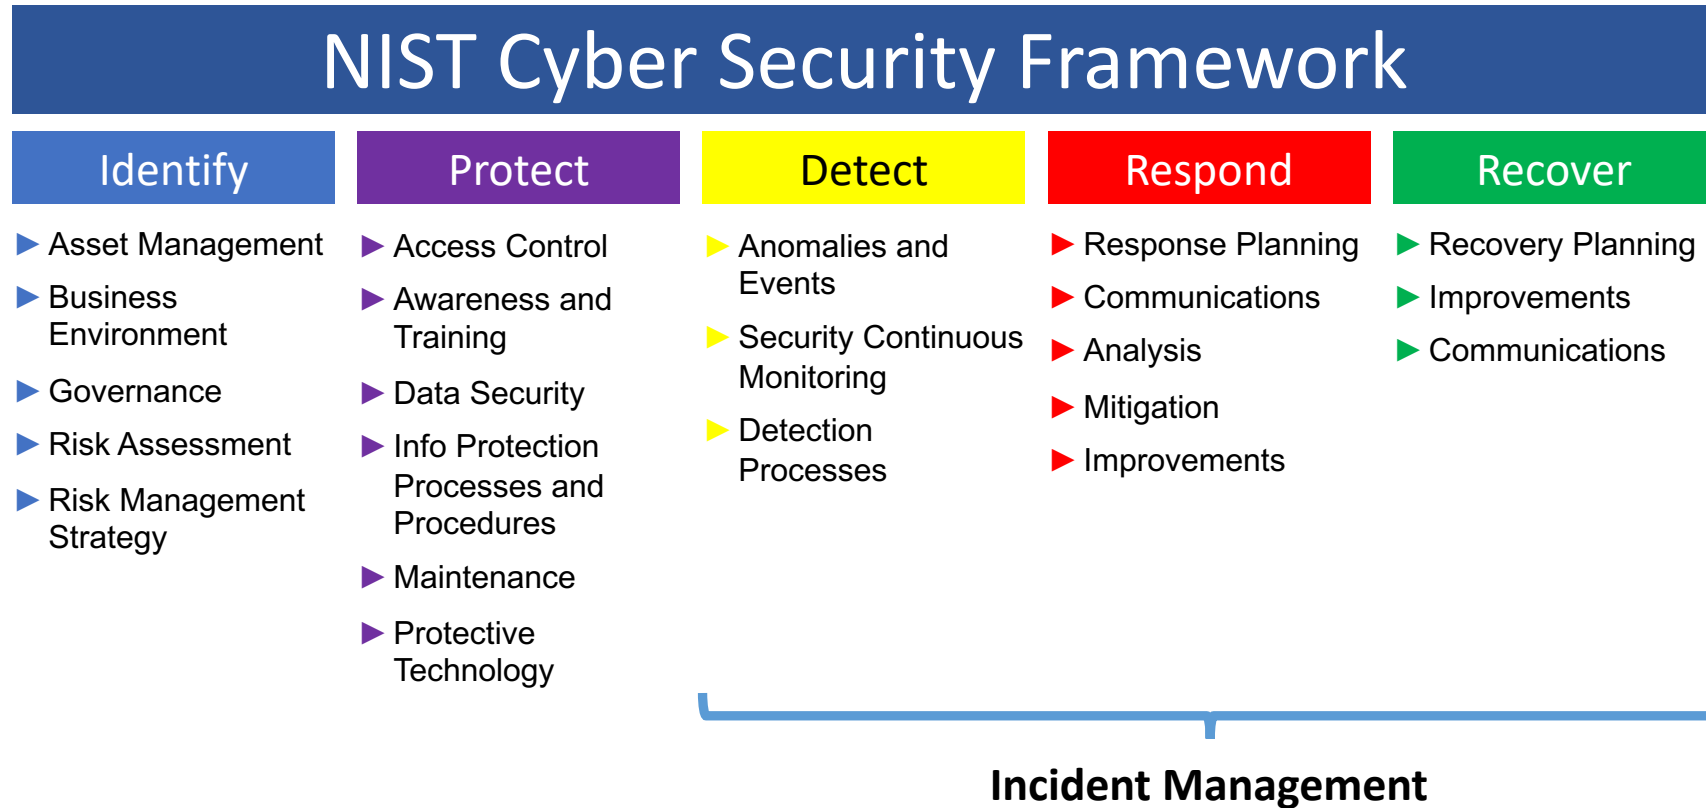 NIST Cyber Security Framework
Identify
Asset Management
Business
Environment
Governance
Risk Assessment
Risk Management
Strategy
Protect
Access Control
Awareness and
Training
Data Security
Info Protection
Processes and
Procedures
Maintenance
Protective
Technology
Detect
Anomalies and
Events
Security Continuous
Monitoring
Detection
Processes
Respond
Response Planning
Communications
Analysis
Mitigation
Improvements
Recover
Recovery Planning
Improvements
Communications
Incident Management